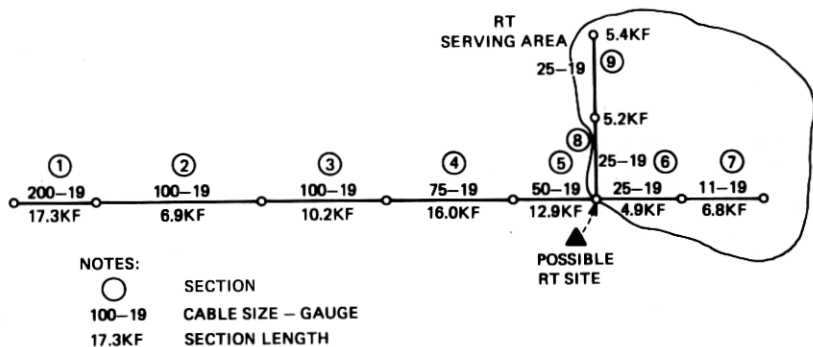 RT
SERVING AREA
5.4KF
25–19
⑨
5.2KF
⑧
① ② ③ ④ ⑤ 25–19 ⑥ ⑦
200–19 100–19 100–19 75–19 50–19 25–19 11–19
17.3KF 6.9KF 10.2KF 16.0KF 12.9KF 4.9KF 6.8KF
POSSIBLE
RT SITE
NOTES:
SECTION
100–19 CABLE SIZE – GAUGE
17.3KF SECTION LENGTH